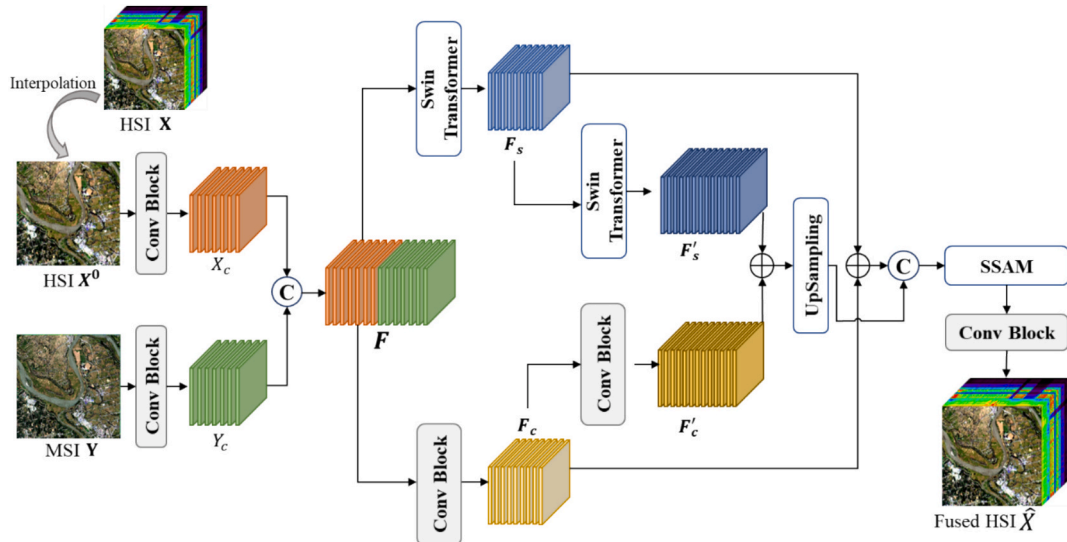 HSI X
Interpolation
HSI X⁰
Conv Block
X_c
MSI Y
Conv Block
Y_c
C
F
Swin
Transformer
F_s
Swin
Transformer
F'_s
Conv Block
F_c
Conv Block
F'_c
UpSampling
C
SSAM
Conv Block
Fused HSI X̂